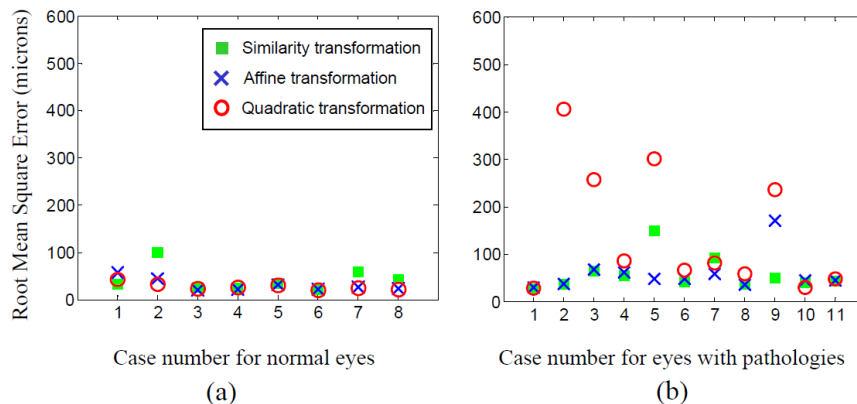 Root Mean Square Error (microns)
600
500
400
300
200
100
0
Similarity transformation
Affine transformation
Quadratic transformation
1 2 3 4 5 6 7 8
Case number for normal eyes
(a)
600
500
400
300
200
100
0
1 2 3 4 5 6 7 8 9 10 11
Case number for eyes with pathologies
(b)